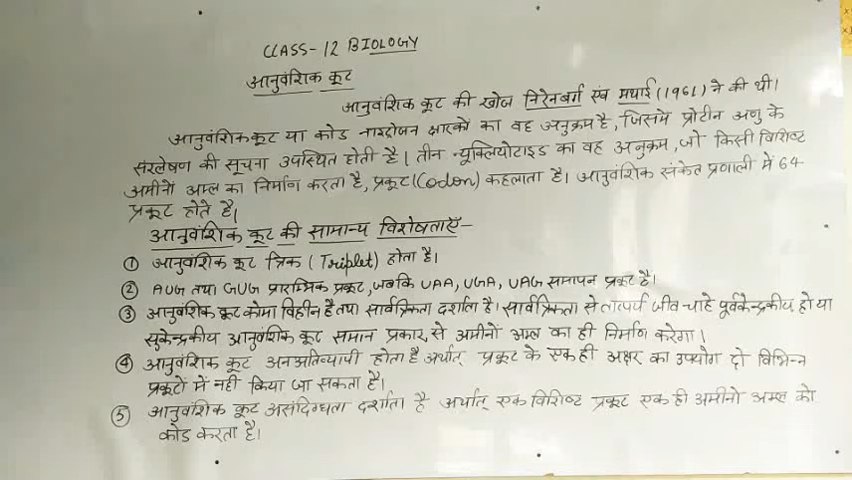 CLASS-12 BIOLOGY
आनुवंशिक कूट
आनुवंशिक कूट की खोज निरेनबर्ग एवं मथाई (1961) ने की थी।
आनुवंशिक कूट या कोड नाइट्रोजन क्षारकों का वह अनुक्रम है, जिसमें प्रोटीन अणु के
संश्लेषण की सूचना उपस्थित होती है। तीन न्यूक्लियोटाइड का वह अनुक्रम, जो किसी विशिष्ट
अमीनों अम्ल का निर्माण करता है, प्रकूट (Codon) कहलाता है। आनुवंशिक संकेत प्रणाली में 64
प्रकूट होते है।
आनुवंशिक कूट की सामान्य विशेषताएँ-
① आनुवंशिक कूट त्रिक (Triplet) होता है।
② AUG तथा GUG प्रारम्भिक प्रकूट, जबकि UAA, UGA, UAG समापन प्रकूट है।
③ आनुवंशिक कूट कोमा विहीन है तथा सार्वत्रिकता दर्शाता है। सार्वत्रिकता से तात्पर्य जीव-चाहे पूर्वकेन्द्रकीय हो या
सुकेन्द्रकीय आनुवंशिक कूट समान प्रकार से अमीनों अम्ल का ही निर्माण करेगा।
④ आनुवंशिक कूट अनअतिव्यापी होता है अर्थात् प्रकूट के एक ही अक्षर का उपयोग दो विभिन्न
प्रकूटों में नही किया जा सकता है।
⑤ आनुवंशिक कूट असंदिग्धता दर्शाता है अर्थात् एक विशिष्ट प्रकूट एक ही अमीनो अम्ल को
कोड करता है।